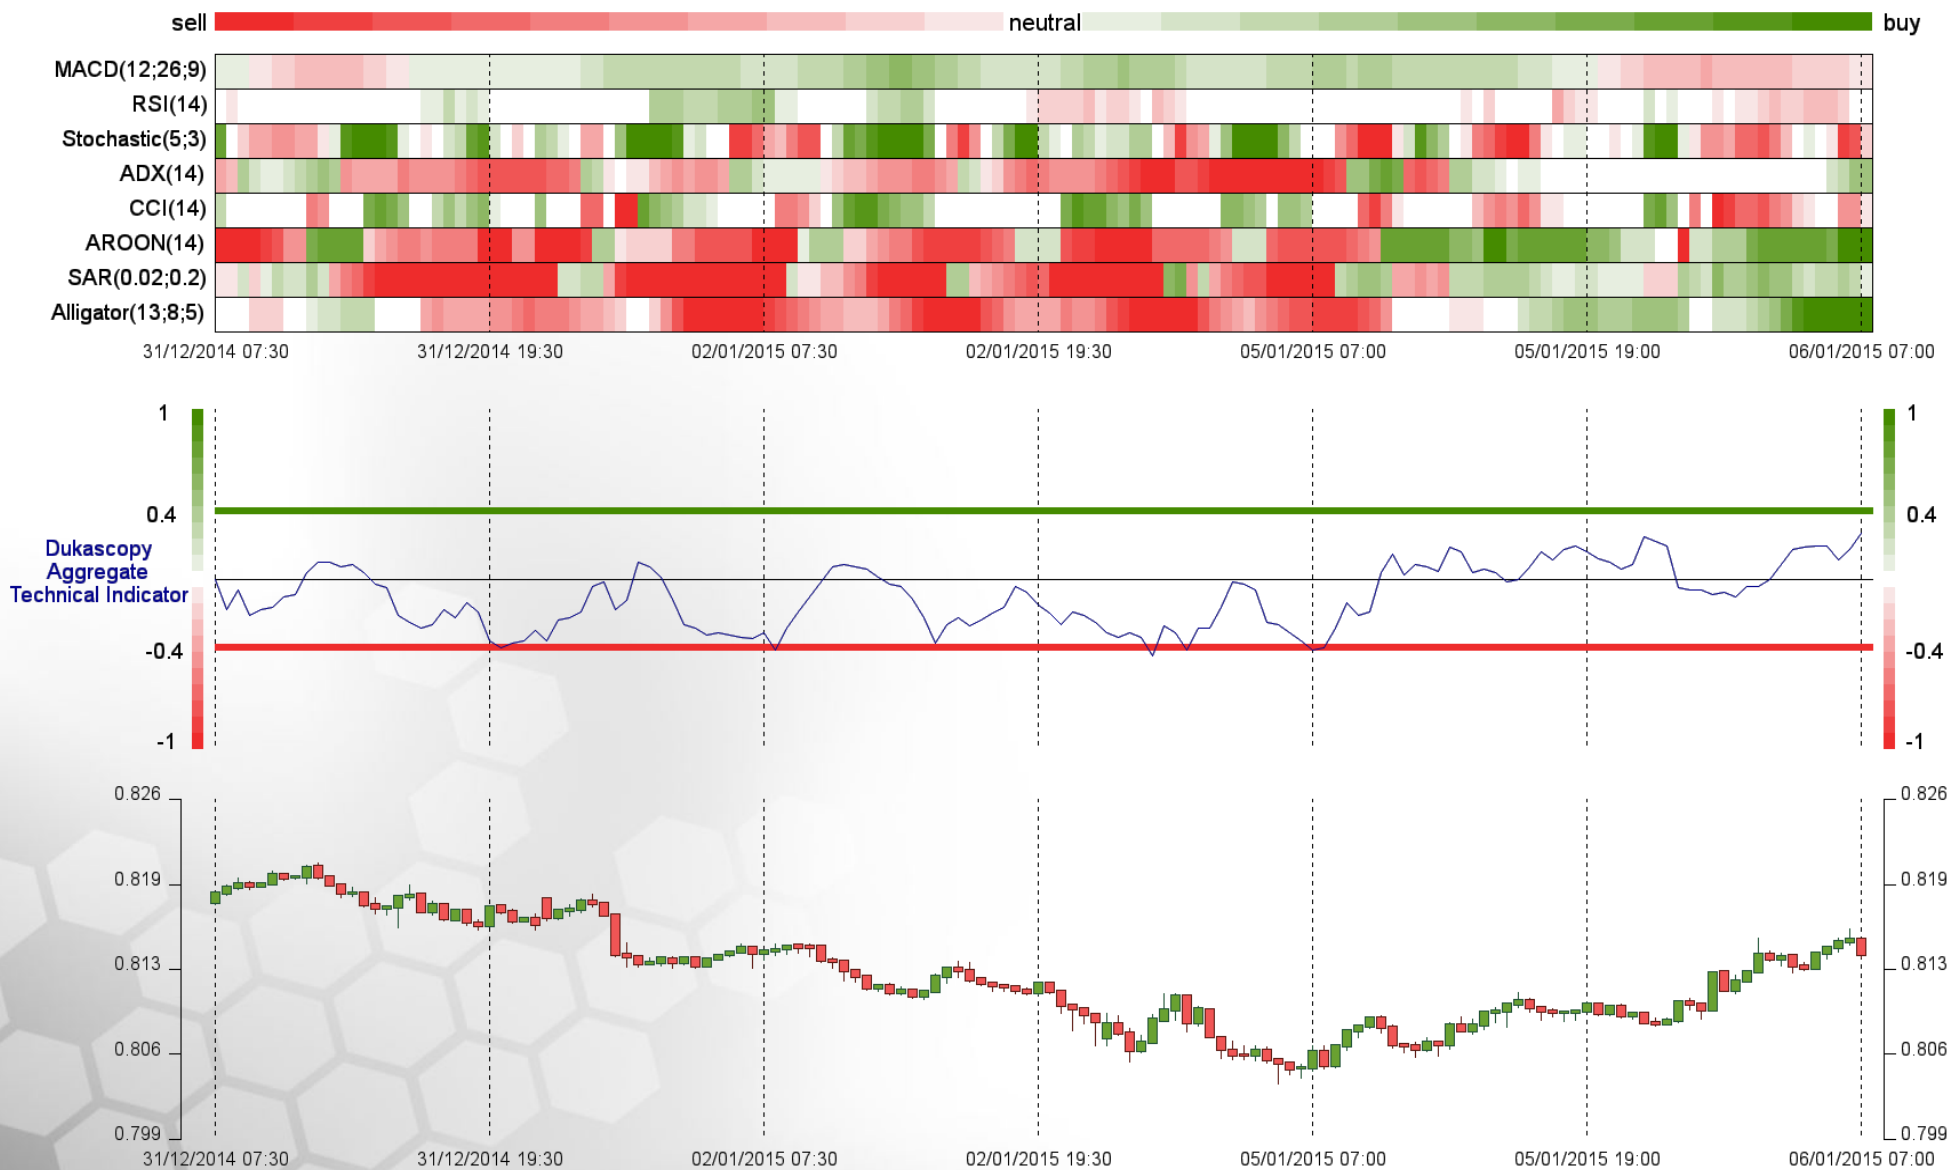 sell neutral buy
MACD(12;26;9)
RSI(14)
Stochastic(5;3)
ADX(14)
CCI(14)
AROON(14)
SAR(0.02;0.2)
Alligator(13;8;5)
31/12/2014 07:30 31/12/2014 19:30 02/01/2015 07:30 02/01/2015 19:30 05/01/2015 07:00 05/01/2015 19:00 06/01/2015 07:00
1 1
0.4 0.4
Dukascopy
Aggregate
Technical Indicator
-0.4 -0.4
-1 -1
0.826 0.826
0.819 0.819
0.813 0.813
0.806 0.806
0.799 0.799
31/12/2014 07:30 31/12/2014 19:30 02/01/2015 07:30 02/01/2015 19:30 05/01/2015 07:00 05/01/2015 19:00 06/01/2015 07:00